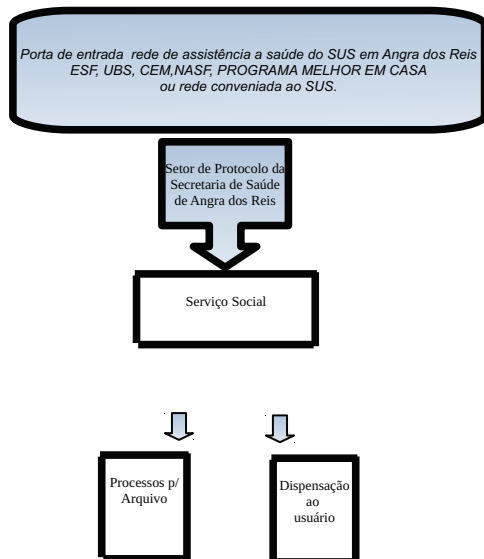 Porta de entrada rede de assistência a saúde do SUS em Angra dos Reis
ESF, UBS, CEM,NASF, PROGRAMA MELHOR EM CASA
ou rede conveniada ao SUS.
Setor de Protocolo da
Secretaria de Saúde
de Angra dos Reis
Serviço Social
Processos p/
Arquivo
Dispensação
ao
usuário